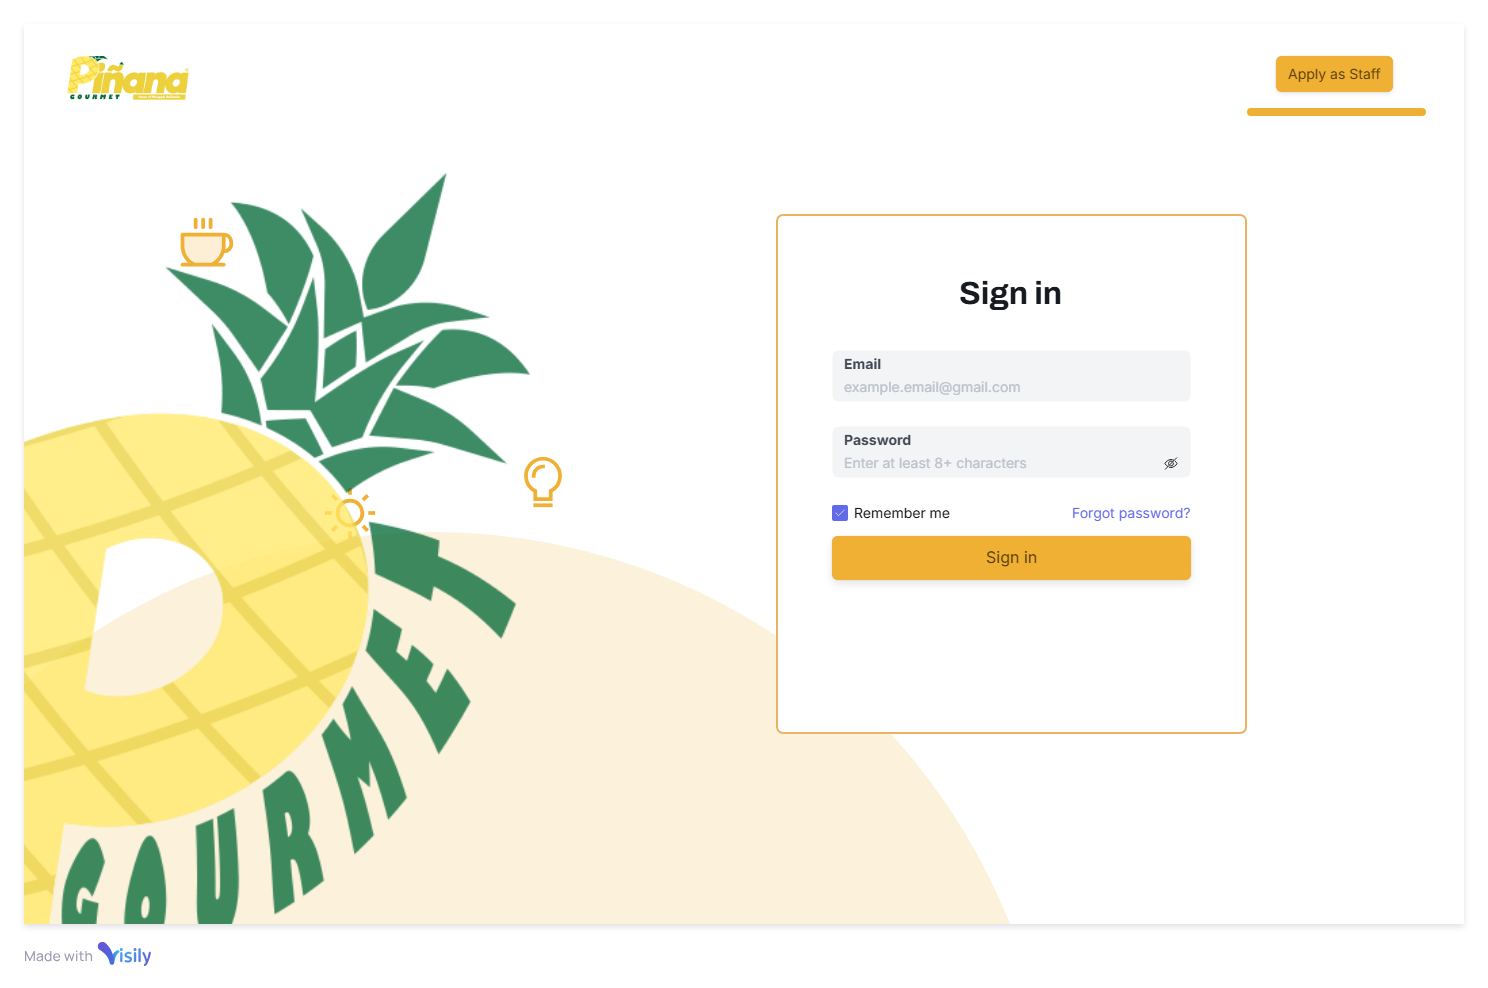 Piñana
GOURMET
Apply as Staff
Sign in
Email
example.email@gmail.com
Password
Enter at least 8+ characters
Remember me
Forgot password?
Sign in
GOURMET
Made with Visily